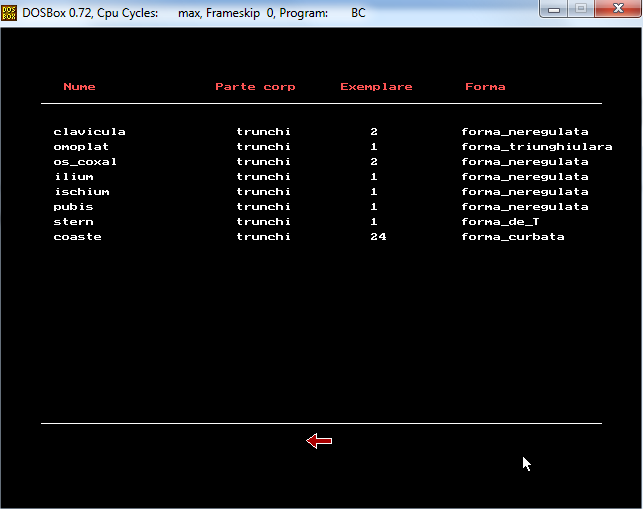 DOS BOX DOSBox 0.72, Cpu Cycles: max, Frameskip 0, Program: BC
Nume Parte corp Exemplare Forma
clavicula trunchi 2 forma_neregulata
omoplat trunchi 1 forma_triunghiulara
os_coxal trunchi 2 forma_neregulata
ilium trunchi 1 forma_neregulata
ischium trunchi 1 forma_neregulata
pubis trunchi 1 forma_neregulata
stern trunchi 1 forma_de_T
coaste trunchi 24 forma_curbata